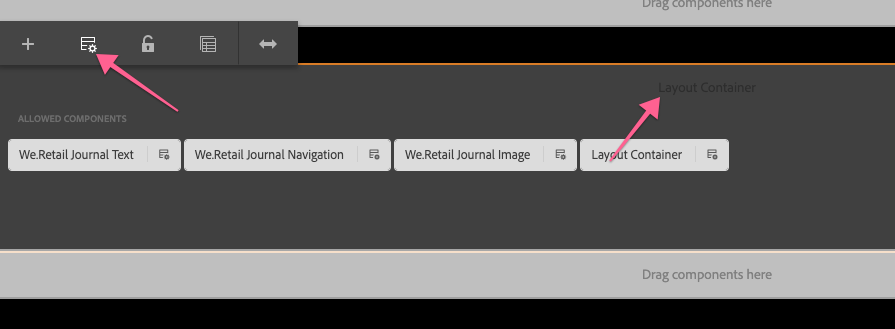 Drag components here
Layout Container
ALLOWED COMPONENTS
We.Retail Journal Text We.Retail Journal Navigation We.Retail Journal Image Layout Container
Drag components here